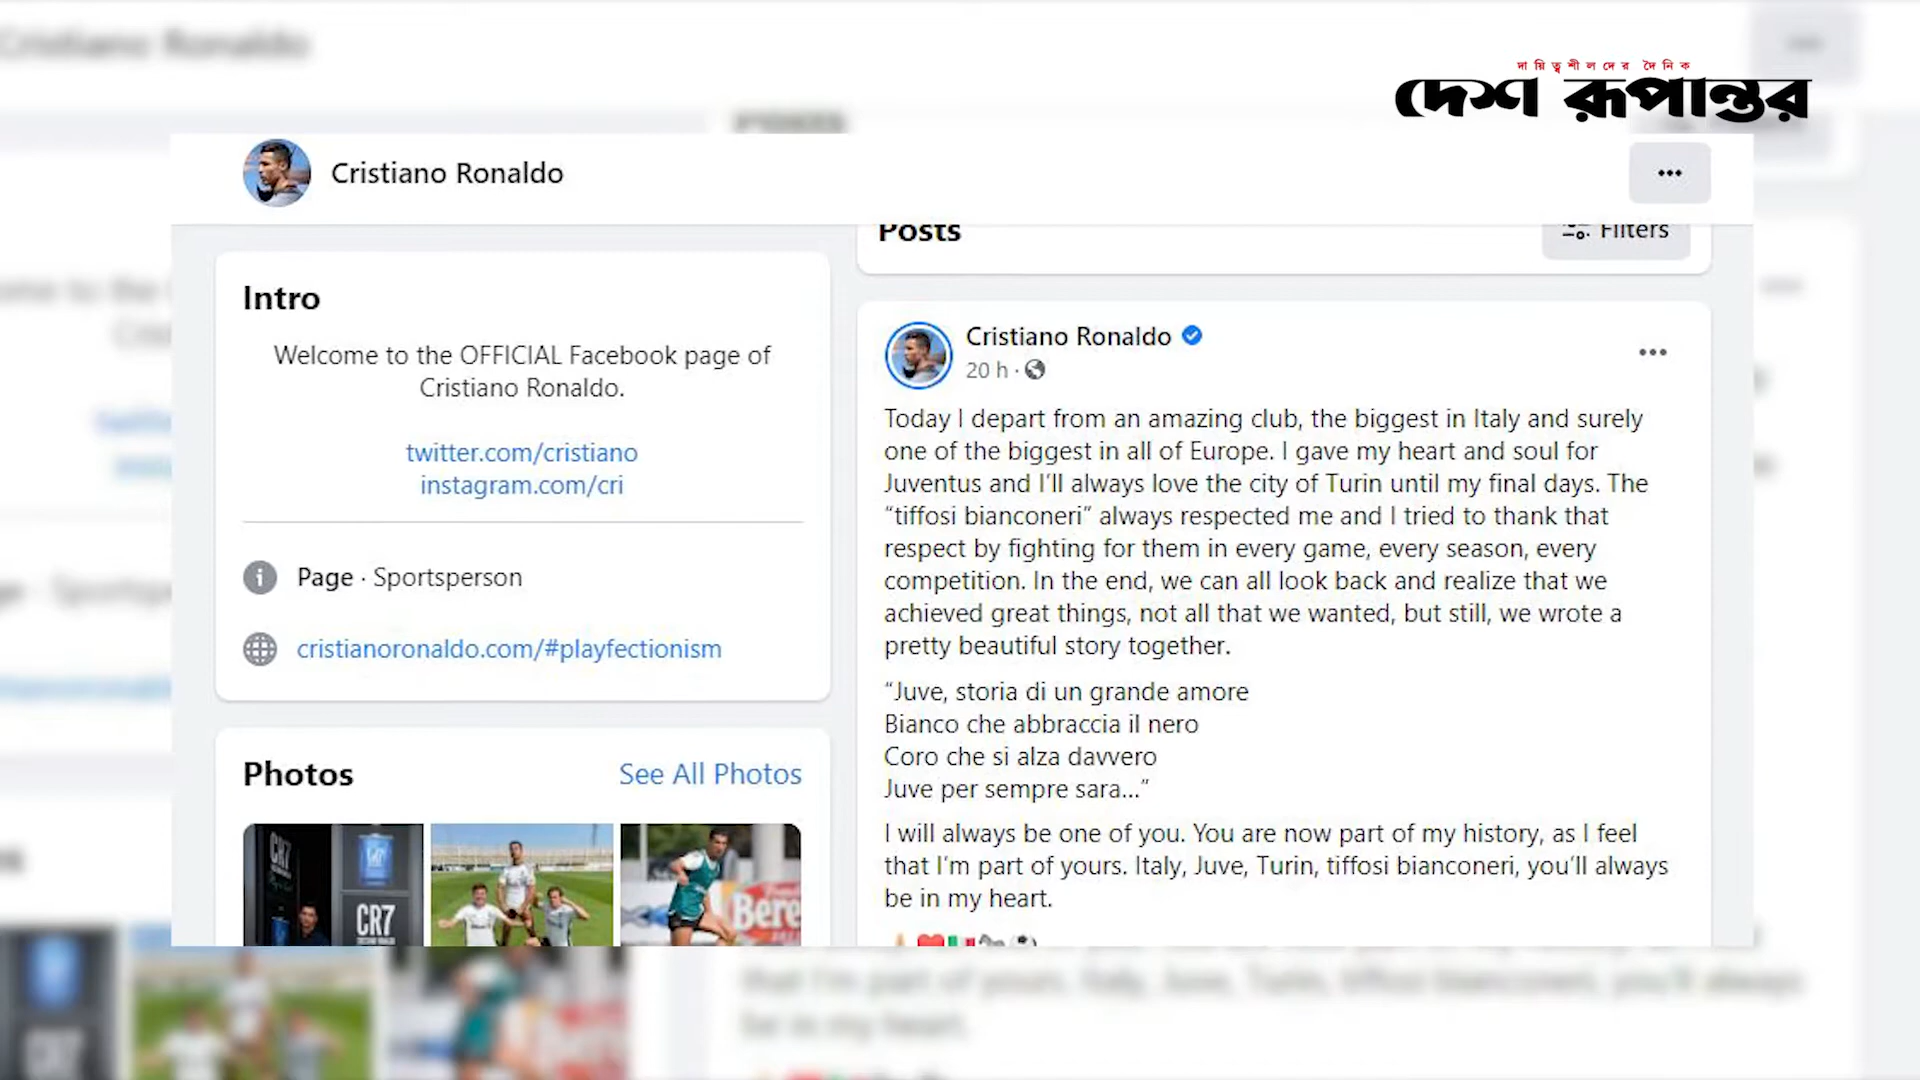 দায়িত্বশীলদের দৈনিক
দেশ রূপান্তর
Cristiano Ronaldo
Posts
Filters
Intro
Welcome to the OFFICIAL Facebook page of
Cristiano Ronaldo.
twitter.com/cristiano
instagram.com/cri
Page · Sportsperson
cristianoronaldo.com/#playfectionism
Photos
See All Photos
CR7
CR7
Bere
Cristiano Ronaldo
20 h ·
Today I depart from an amazing club, the biggest in Italy and surely
one of the biggest in all of Europe. I gave my heart and soul for
Juventus and I'll always love the city of Turin until my final days. The
“tiffosi bianconeri” always respected me and I tried to thank that
respect by fighting for them in every game, every season, every
competition. In the end, we can all look back and realize that we
achieved great things, not all that we wanted, but still, we wrote a
pretty beautiful story together.
“Juve, storia di un grande amore
Bianco che abbraccia il nero
Coro che si alza davvero
Juve per sempre sara...”
I will always be one of you. You are now part of my history, as I feel
that I'm part of yours. Italy, Juve, Turin, tiffosi bianconeri, you'll always
be in my heart.